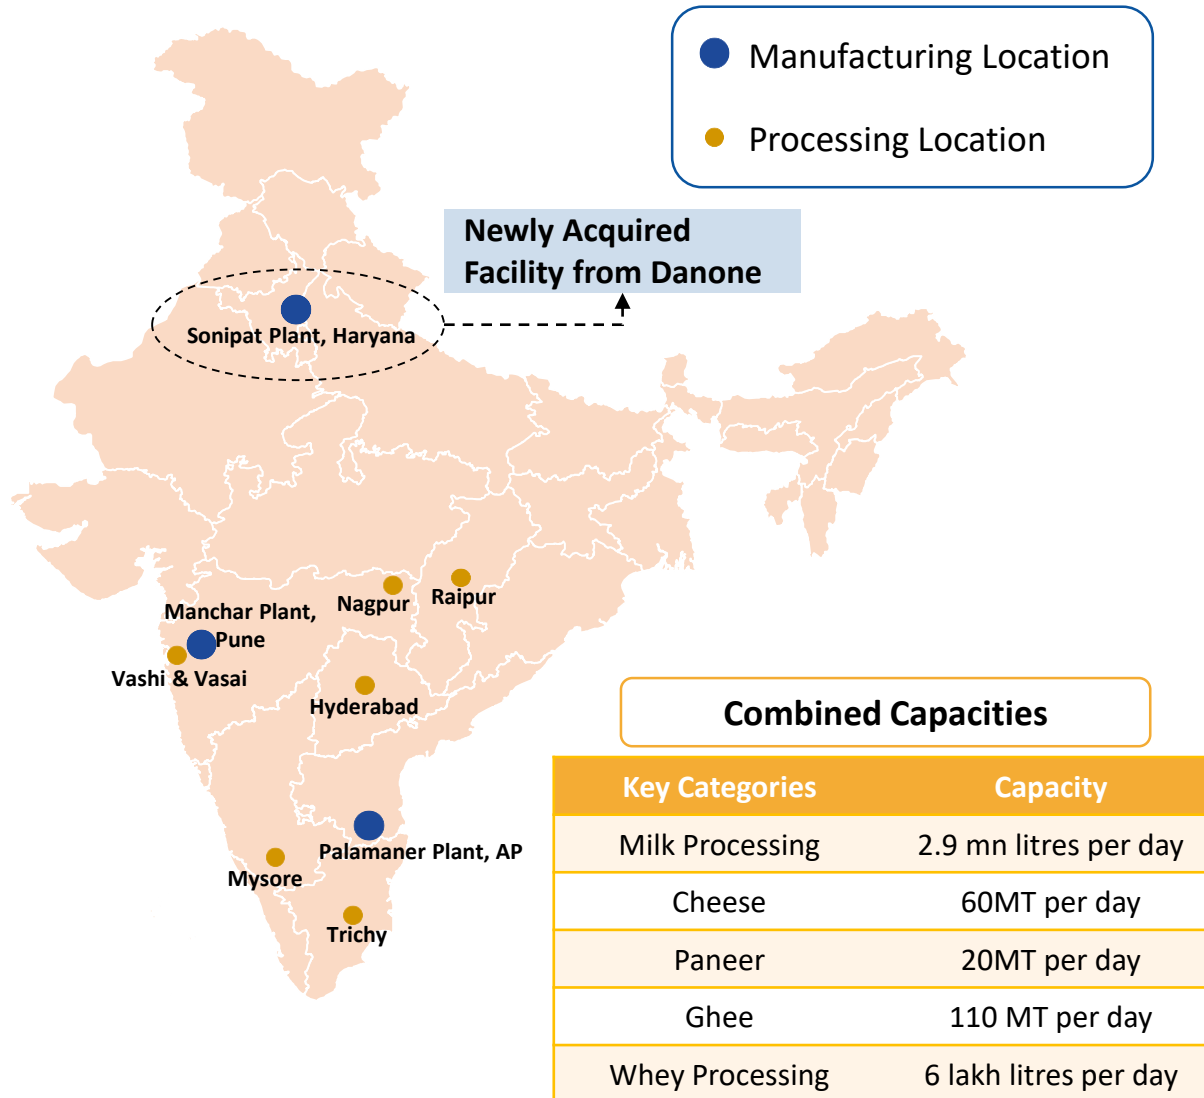 Manufacturing Location
Processing Location
Newly Acquired
Facility from Danone
Sonipat Plant, Haryana
Nagpur
Raipur
Manchar Plant,
Pune
Vashi & Vasai
Hyderabad
Palamaner Plant, AP
Mysore
Trichy
Combined Capacities
Key Categories Capacity
Milk Processing 2.9 mn litres per day
Cheese 60MT per day
Paneer 20MT per day
Ghee 110 MT per day
Whey Processing 6 lakh litres per day